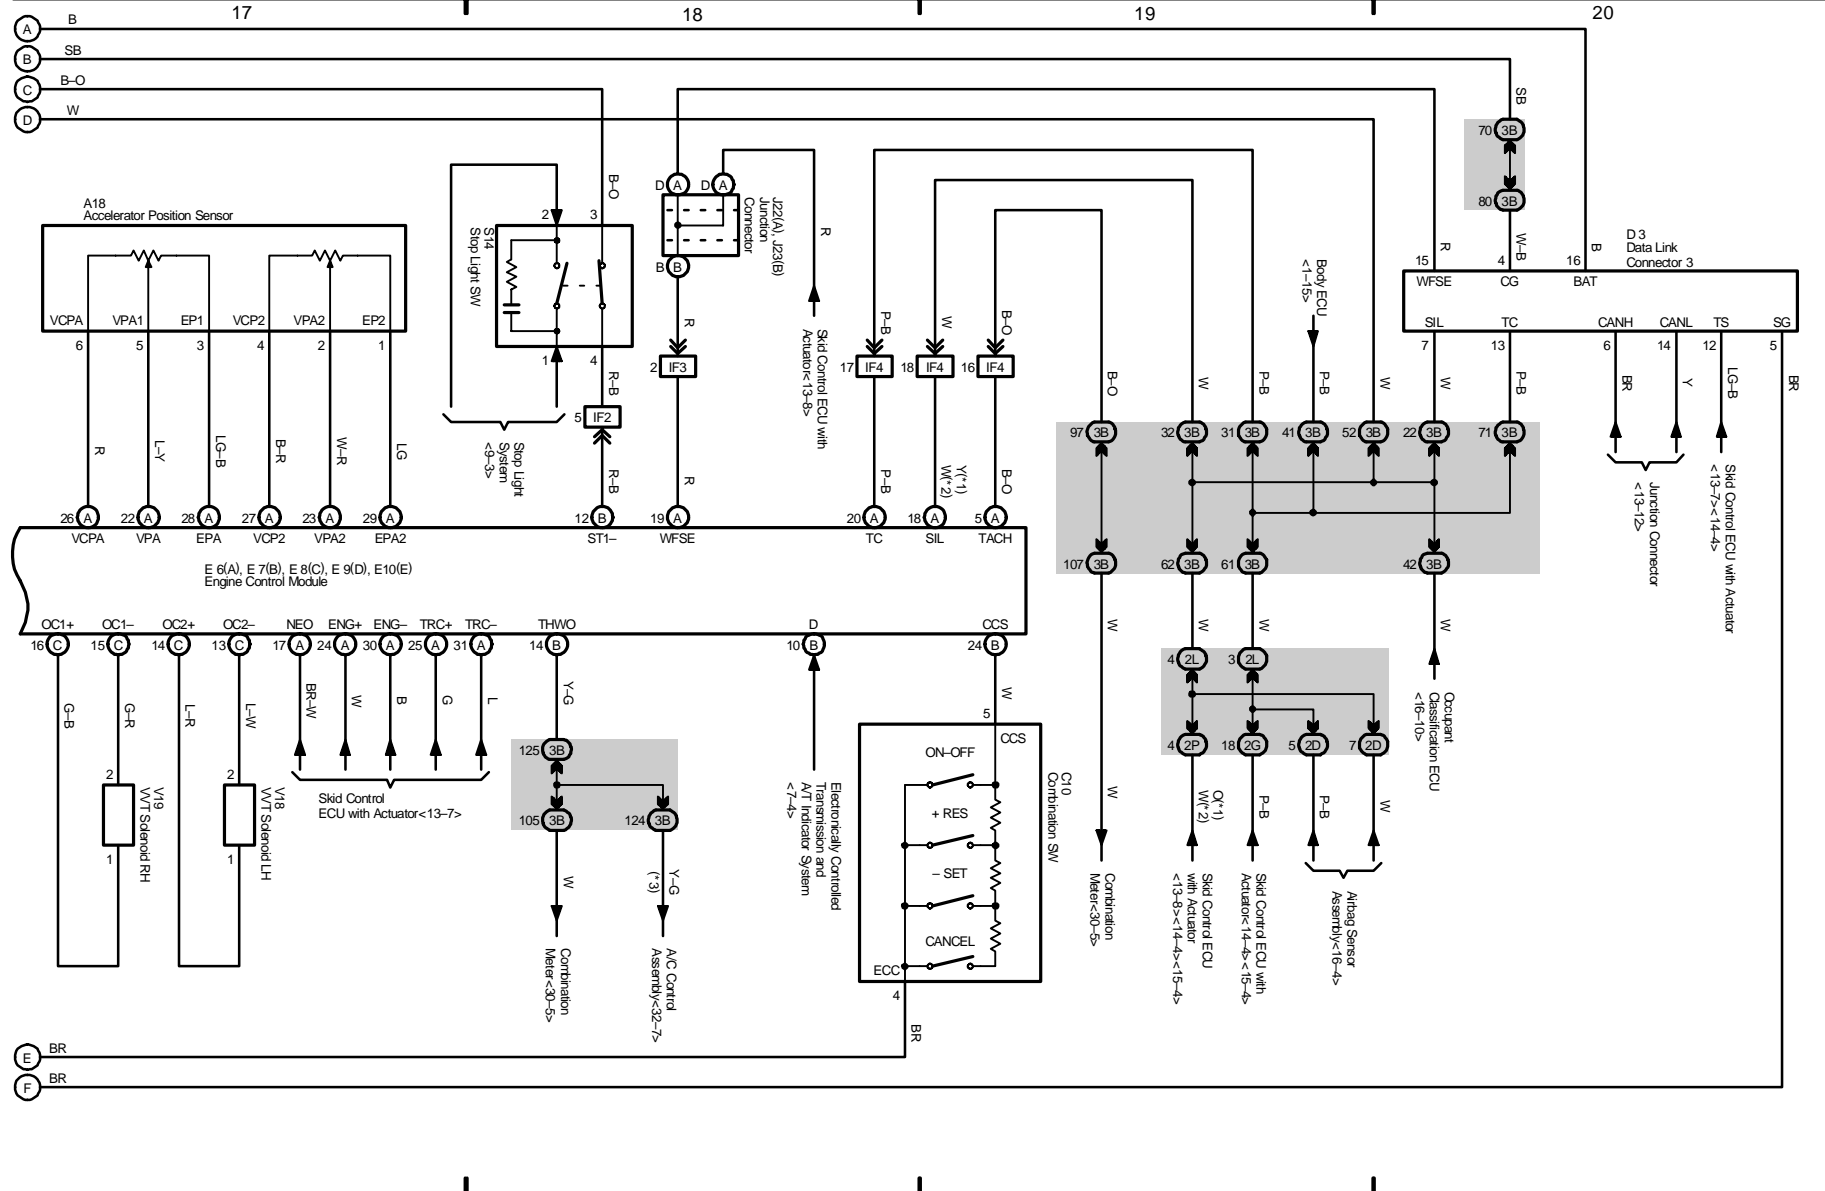 17
18
19
20
A
B
B
SB
C
B–O
D
W
SB
70
3B
80
3B
W–B
R
B
D 3
Data Link
Connector 3
15
4
16
WFSE
CG
BAT
SIL
TC
CANH
CANL
TS
SG
7
13
6
14
12
5
W
P–B
BR
Y
LG–B
BR
A18
Accelerator Position Sensor
VCPA
VPA1
EP1
VCP2
VPA2
EP2
6
5
3
4
2
1
R
L–Y
LG–B
B–R
W–R
LG
B–O
2
3
S14
Stop Light SW
1
4
R–B
5
IF2
R–B
Stop Light
System
<9–3>
D
A
D
A
J22(A), J23(B)
Junction
Connector
B
B
R
R
2
IF3
R
Skid Control ECU with
Actuator<13–8>
P–B
W
B–O
17
IF4
18
IF4
16
IF4
P–B
Y(*1)
W(*2)
B–O
Body ECU
<1–15>
B–O
W
P–B
P–B
W
97
3B
32
3B
31
3B
41
3B
52
3B
22
3B
71
3B
107
3B
62
3B
61
3B
42
3B
Junction Connector
<13–12>
Skid Control ECU with Actuator
<13–7><14–4>
26
A
22
A
28
A
27
A
23
A
29
A
12
B
19
A
20
A
18
A
5
A
VCPA
VPA
EPA
VCP2
VPA2
EPA2
ST1–
WFSE
TC
SIL
TACH
E 6(A), E 7(B), E 8(C), E 9(D), E10(E)
Engine Control Module
OC1+
OC1–
OC2+
OC2–
NEO
ENG+
ENG–
TRC+
TRC–
THWO
D
CCS
16
C
15
C
14
C
13
C
17
A
24
A
30
A
25
A
31
A
14
B
10
B
24
B
G–B
G–R
L–R
L–W
BR–W
W
B
G
L
Y–G
W
W
W
W
W
4
2L
3
2L
4
2P
18
2G
5
2D
7
2D
Occupant
Classification ECU
<16–10>
2
1
V19
VVT Solenoid RH
2
1
V18
VVT Solenoid LH
Skid Control
ECU with Actuator<13–7>
125
3B
105
3B
124
3B
W
Y–G
(*3)
Combination
Meter<30–5>
A/C Control
Assembly<32–7>
Electronically Controlled
Transmission and
A/T Indicator System
<7–4>
5
CCS
ON–OFF
+ RES
– SET
CANCEL
ECC
4
C10
Combination SW
BR
W
Combination
Meter<30–5>
O(*1)
W(*2)
P–B
P–B
W
Skid Control ECU
with Actuator
<13–8><14–4><15–4>
Skid Control ECU with
Actuator<14–4><15–4>
Airbag Sensor
Assembly<16–4>
E
BR
F
BR